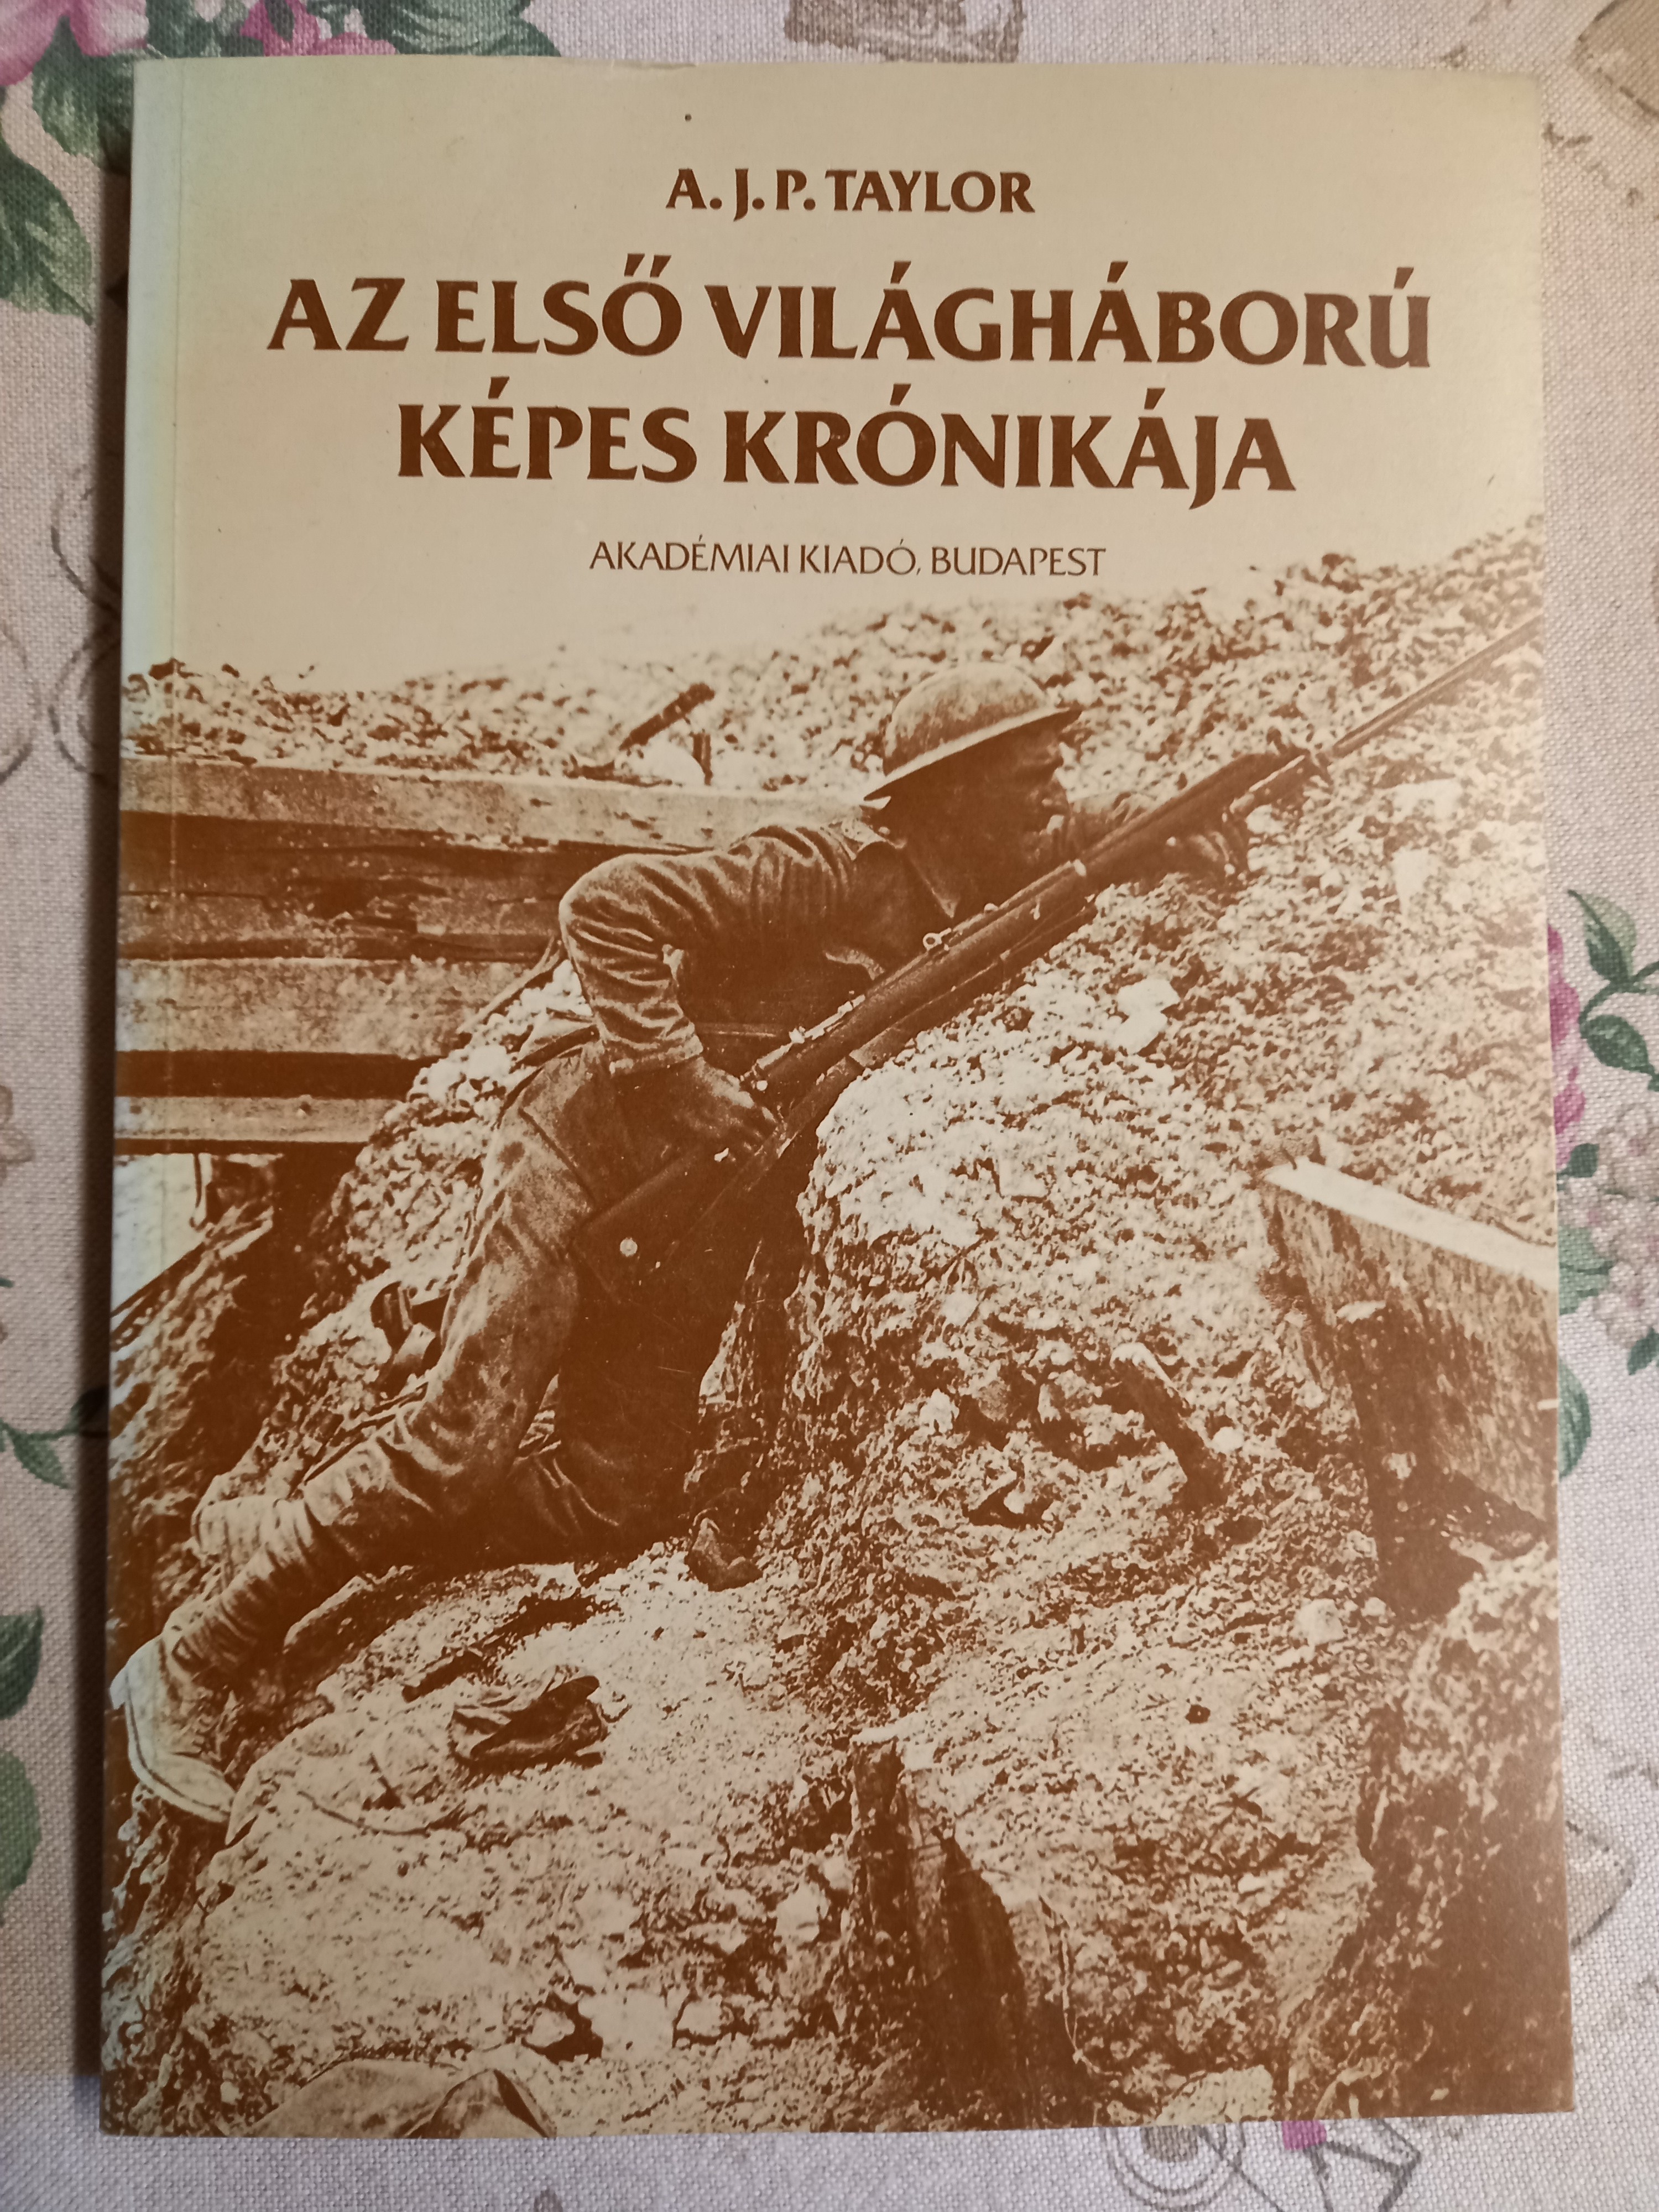 A. J. P. TAYLOR
AZ ELSŐ VILÁGHÁBORÚ
KÉPES KRÓNIKÁJA
AKADÉMIAI KIADÓ, BUDAPEST